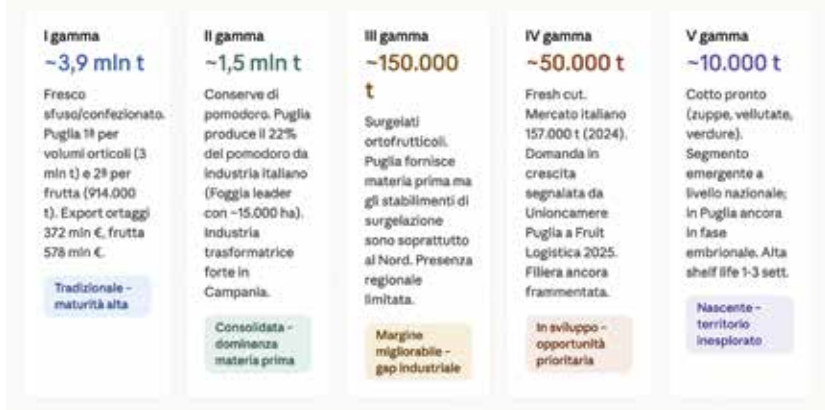 I gamma
~3,9 mln t
Fresco
sfuso/confezionato.
Puglia 1ª per
volumi orticoli (3
mln t) e 2ª per
frutta (914.000
t). Export ortaggi
372 mln €, frutta
578 mln €.
Tradizionale -
maturità alta
II gamma
~1,5 mln t
Conserve di
pomodoro. Puglia
produce il 22%
del pomodoro da
industria italiano
(Foggia leader
con ~15.000 ha).
Industria
trasformatrice
forte in
Campania.
Consolidata -
dominanza
materia prima
III gamma
~150.000
t
Surgelati
ortofrutticoli.
Puglia fornisce
materia prima ma
gli stabilimenti di
surgelazione
sono soprattutto
al Nord. Presenza
regionale
limitata.
Margine
migliorabile -
gap industriale
IV gamma
~50.000 t
Fresh cut.
Mercato italiano
157.000 t (2024).
Domanda in
crescita
segnalata da
Unioncamere
Puglia a Fruit
Logistica 2025.
Filiera ancora
frammentata.
In sviluppo -
opportunità
prioritaria
V gamma
~10.000 t
Cotto pronto
(zuppe, vellutate,
verdure).
Segmento
emergente a
livello nazionale;
in Puglia ancora
in fase
embrionale. Alta
shelf life 1-3 sett.
Nascente -
territorio
inesplorato